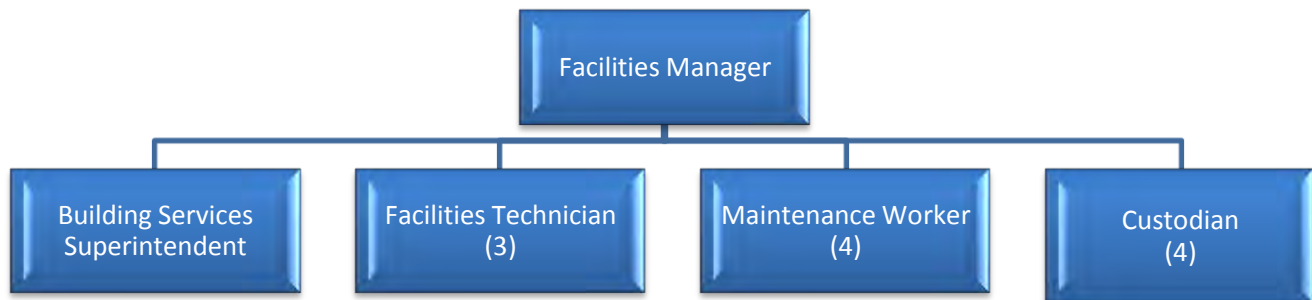 Facilities Manager
Building Services
Superintendent
Facilities Technician
(3)
Maintenance Worker
(4)
Custodian
(4)